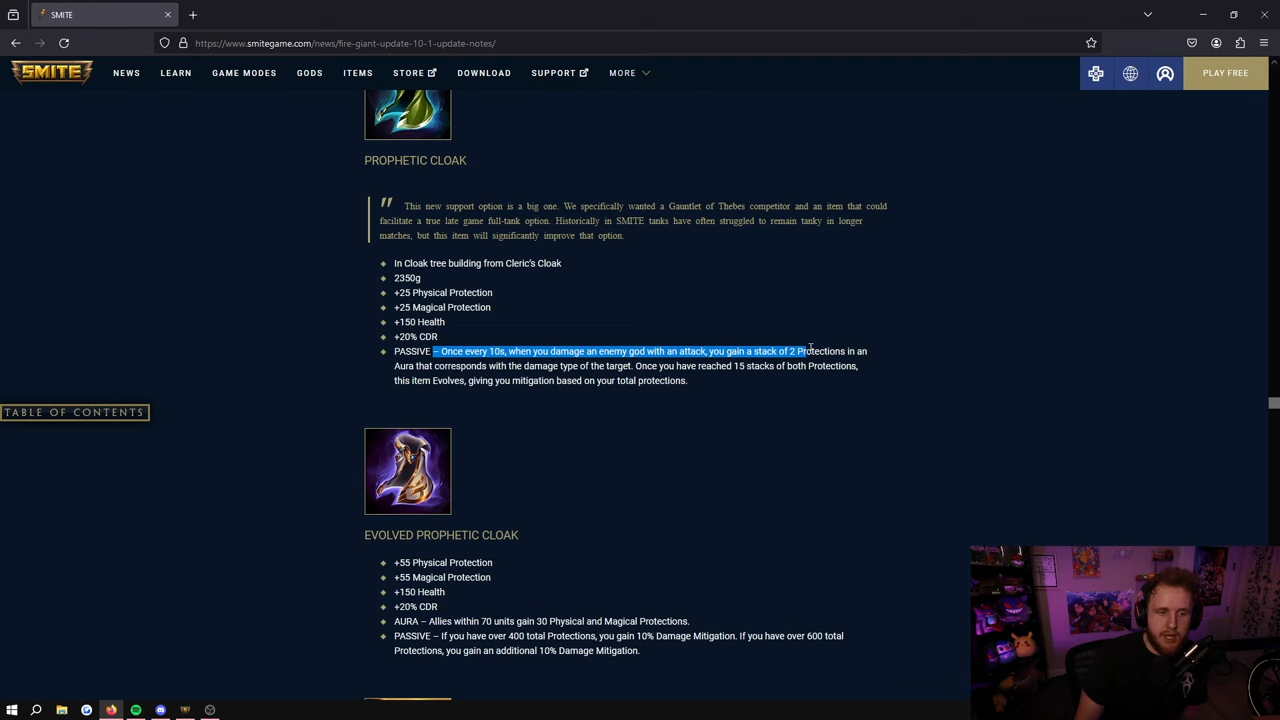 SMITE
https://www.smitegame.com/news/fire-giant-update-10-1-update-notes/
SMITE
NEWS LEARN GAME MODES GODS ITEMS STORE DOWNLOAD SUPPORT MORE PLAY FREE
PROPHETIC CLOAK
" This new support option is a big one. We specifically wanted a Gauntlet of Thebes competitor and an item that could
facilitate a true late game full-tank option. Historically in SMITE tanks have often struggled to remain tanky in longer
matches, but this item will significantly improve that option.
In Cloak tree building from Cleric's Cloak
2350g
+25 Physical Protection
+25 Magical Protection
+150 Health
+20% CDR
PASSIVE – Once every 10s, when you damage an enemy god with an attack, you gain a stack of 2 Protections in an
Aura that corresponds with the damage type of the target. Once you have reached 15 stacks of both Protections,
this item Evolves, giving you mitigation based on your total protections.
TABLE OF CONTENTS
EVOLVED PROPHETIC CLOAK
+55 Physical Protection
+55 Magical Protection
+150 Health
+20% CDR
AURA – Allies within 70 units gain 30 Physical and Magical Protections.
PASSIVE – If you have over 400 total Protections, you gain 10% Damage Mitigation. If you have over 600 total
Protections, you gain an additional 10% Damage Mitigation.